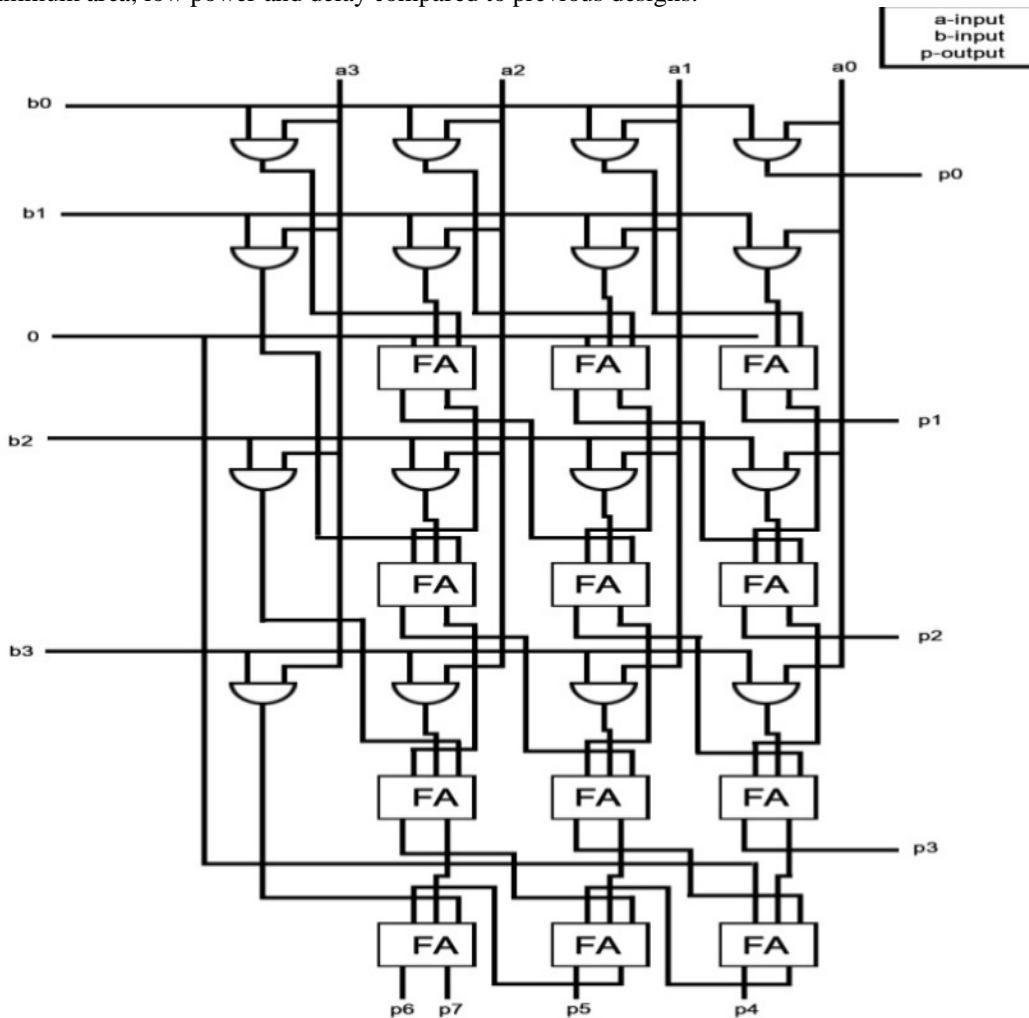 minimum area, low power and delay compared to previous designs.
a-input
b-input
p-output
a3 a2 a1 a0
b0
p0
b1
0
FA FA FA
p1
b2
FA FA FA
p2
b3
FA FA FA
p3
FA FA FA
p6 p7 p5 p4